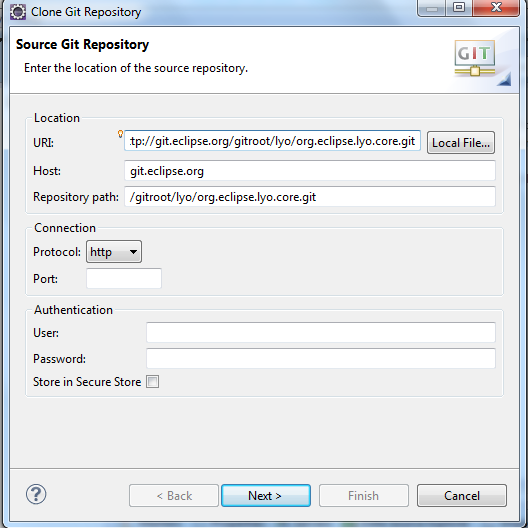 Clone Git Repository
Source Git Repository
Enter the location of the source repository.
GIT
Location
URI: tp://git.eclipse.org/gitroot/lyo/org.eclipse.lyo.core.git Local File...
Host: git.eclipse.org
Repository path: /gitroot/lyo/org.eclipse.lyo.core.git
Connection
Protocol: http
Port:
Authentication
User:
Password:
Store in Secure Store
? < Back Next > Finish Cancel